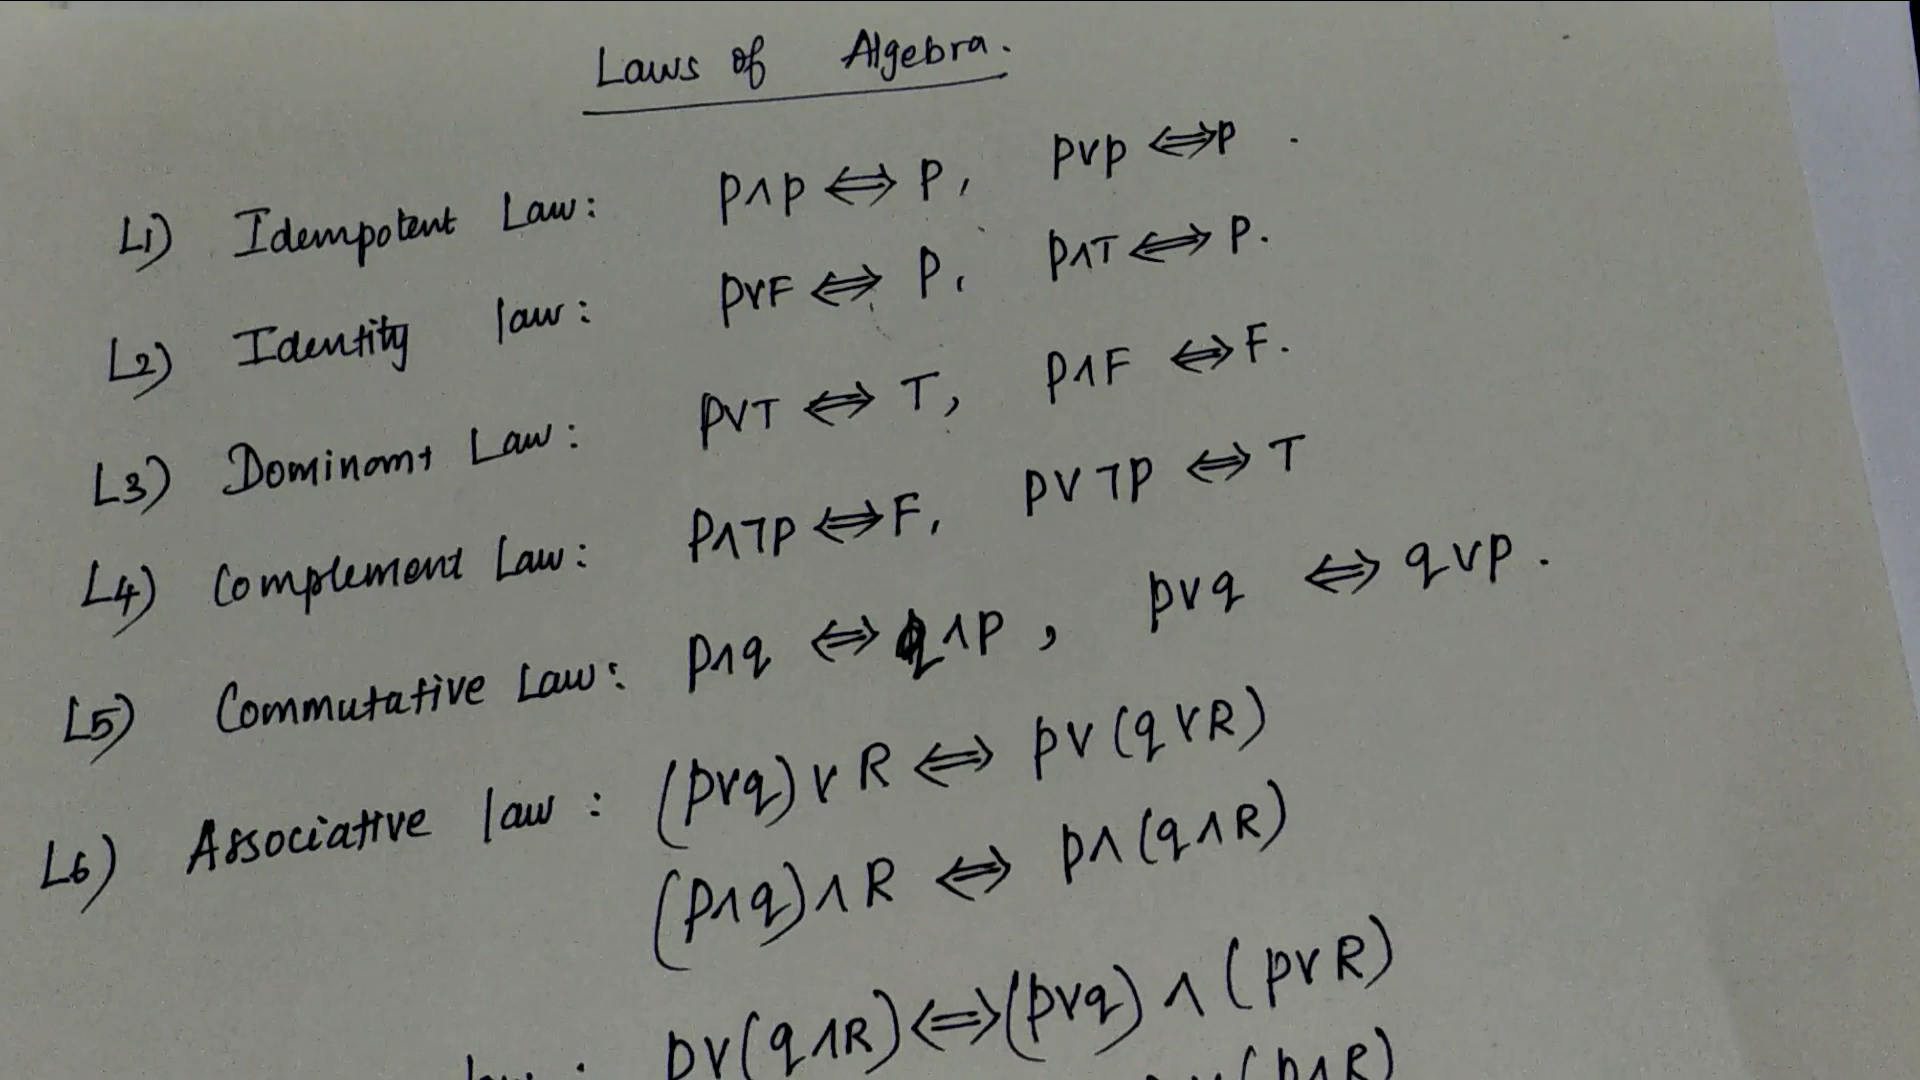 Laws of Algebra.
L1) Idempotent Law: p∧p ⇔ P, p∨p ⇔ p.
L2) Identity law: p∨F ⇔ P, p∧T ⇔ P.
L3) Dominant Law: p∨T ⇔ T, p∧F ⇔ F.
L4) Complement Law: p∧¬p ⇔ F, p∨¬p ⇔ T
L5) Commutative Law: p∧q ⇔ q∧p, p∨q ⇔ q∨p.
L6) Associative law: (p∨q)∨R ⇔ p∨(q∨R)
(p∧q)∧R ⇔ p∧(q∧R)
law: p∨(q∧R) ⇔ (p∨q)∧(p∨R)
(p∧R)